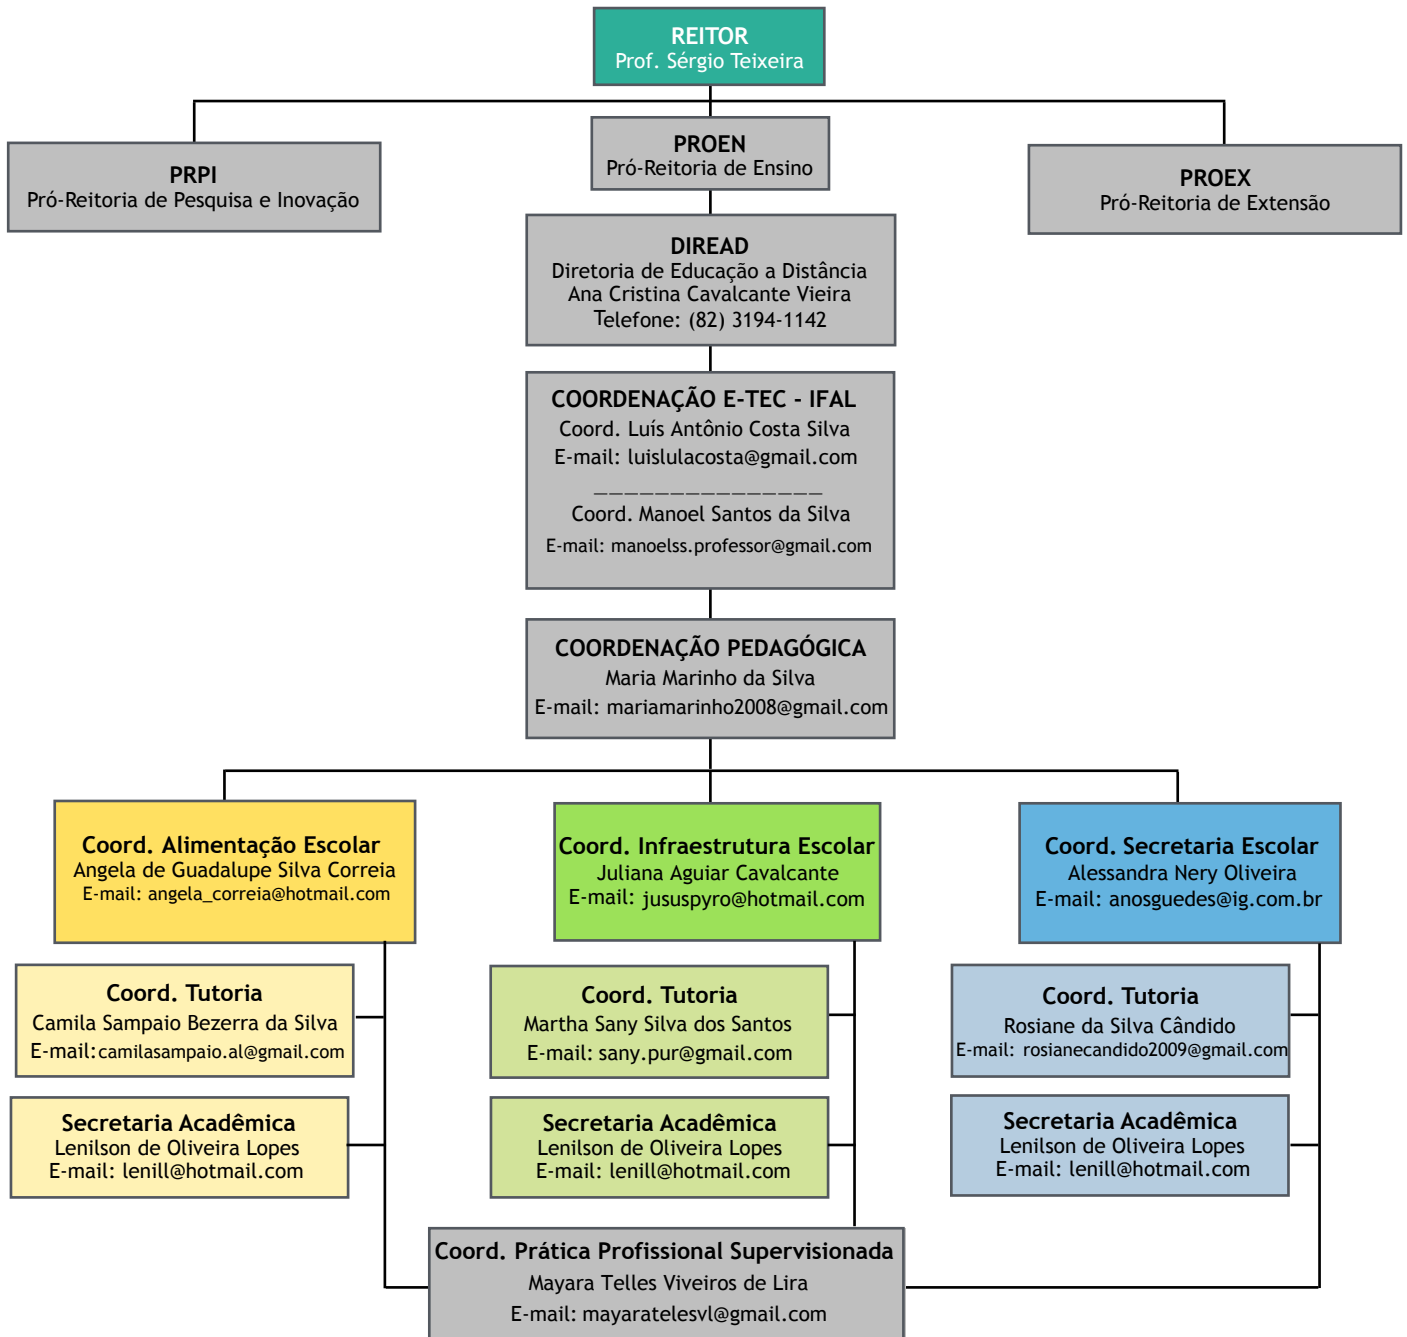 REITOR
Prof. Sérgio Teixeira
PRPI
Pró-Reitoria de Pesquisa e Inovação
PROEN
Pró-Reitoria de Ensino
PROEX
Pró-Reitoria de Extensão
DIREAD
Diretoria de Educação a Distância
Ana Cristina Cavalcante Vieira
Telefone: (82) 3194-1142
COORDENAÇÃO E-TEC - IFAL
Coord. Luís Antônio Costa Silva
E-mail: luislulacosta@gmail.com
_______________
Coord. Manoel Santos da Silva
E-mail: manoelss.professor@gmail.com
COORDENAÇÃO PEDAGÓGICA
Maria Marinho da Silva
E-mail: mariamarinho2008@gmail.com
Coord. Alimentação Escolar
Angela de Guadalupe Silva Correia
E-mail: angela_correia@hotmail.com
Coord. Infraestrutura Escolar
Juliana Aguiar Cavalcante
E-mail: jususpyro@hotmail.com
Coord. Secretaria Escolar
Alessandra Nery Oliveira
E-mail: anosguedes@ig.com.br
Coord. Tutoria
Camila Sampaio Bezerra da Silva
E-mail:camilasampaio.al@gmail.com
Coord. Tutoria
Martha Sany Silva dos Santos
E-mail: sany.pur@gmail.com
Coord. Tutoria
Rosiane da Silva Cândido
E-mail: rosianecandido2009@gmail.com
Secretaria Acadêmica
Lenilson de Oliveira Lopes
E-mail: lenill@hotmail.com
Secretaria Acadêmica
Lenilson de Oliveira Lopes
E-mail: lenill@hotmail.com
Secretaria Acadêmica
Lenilson de Oliveira Lopes
E-mail: lenill@hotmail.com
Coord. Prática Profissional Supervisionada
Mayara Telles Viveiros de Lira
E-mail: mayaratelesvl@gmail.com